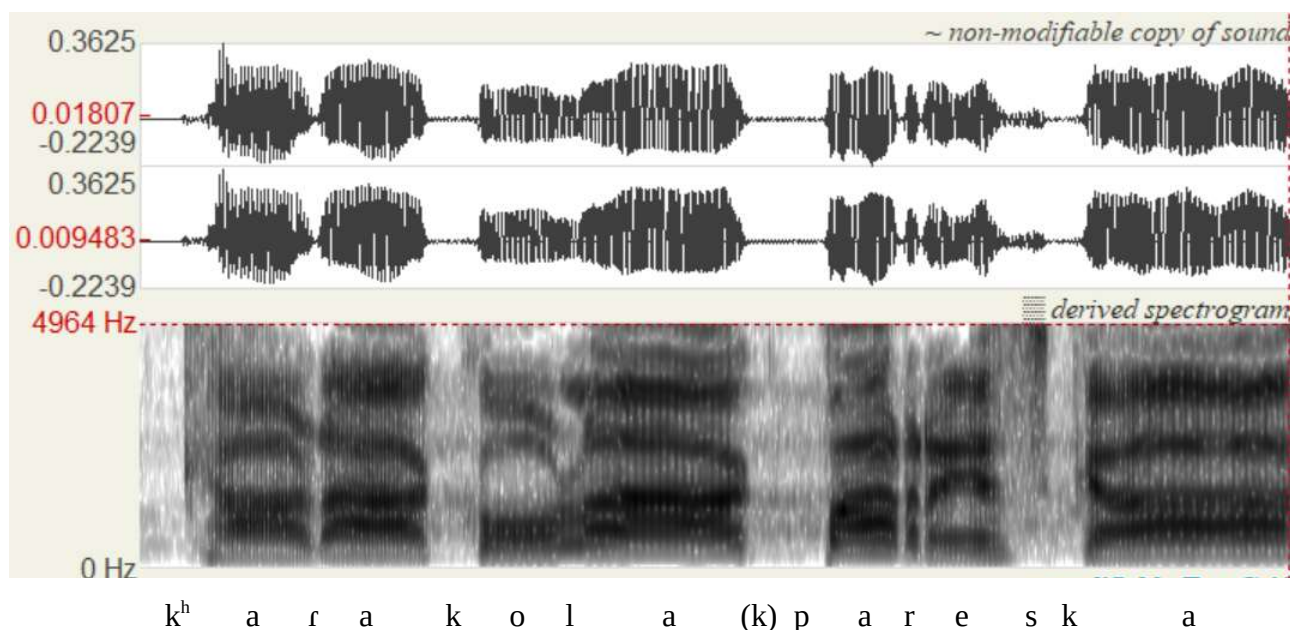 0.3625
~ non-modifiable copy of sound
0.01807
-0.2239
0.3625
0.009483
-0.2239
derived spectrogram
4964 Hz
0 Hz
kʰ a ɾ a k o l a (k) p a r e s k a